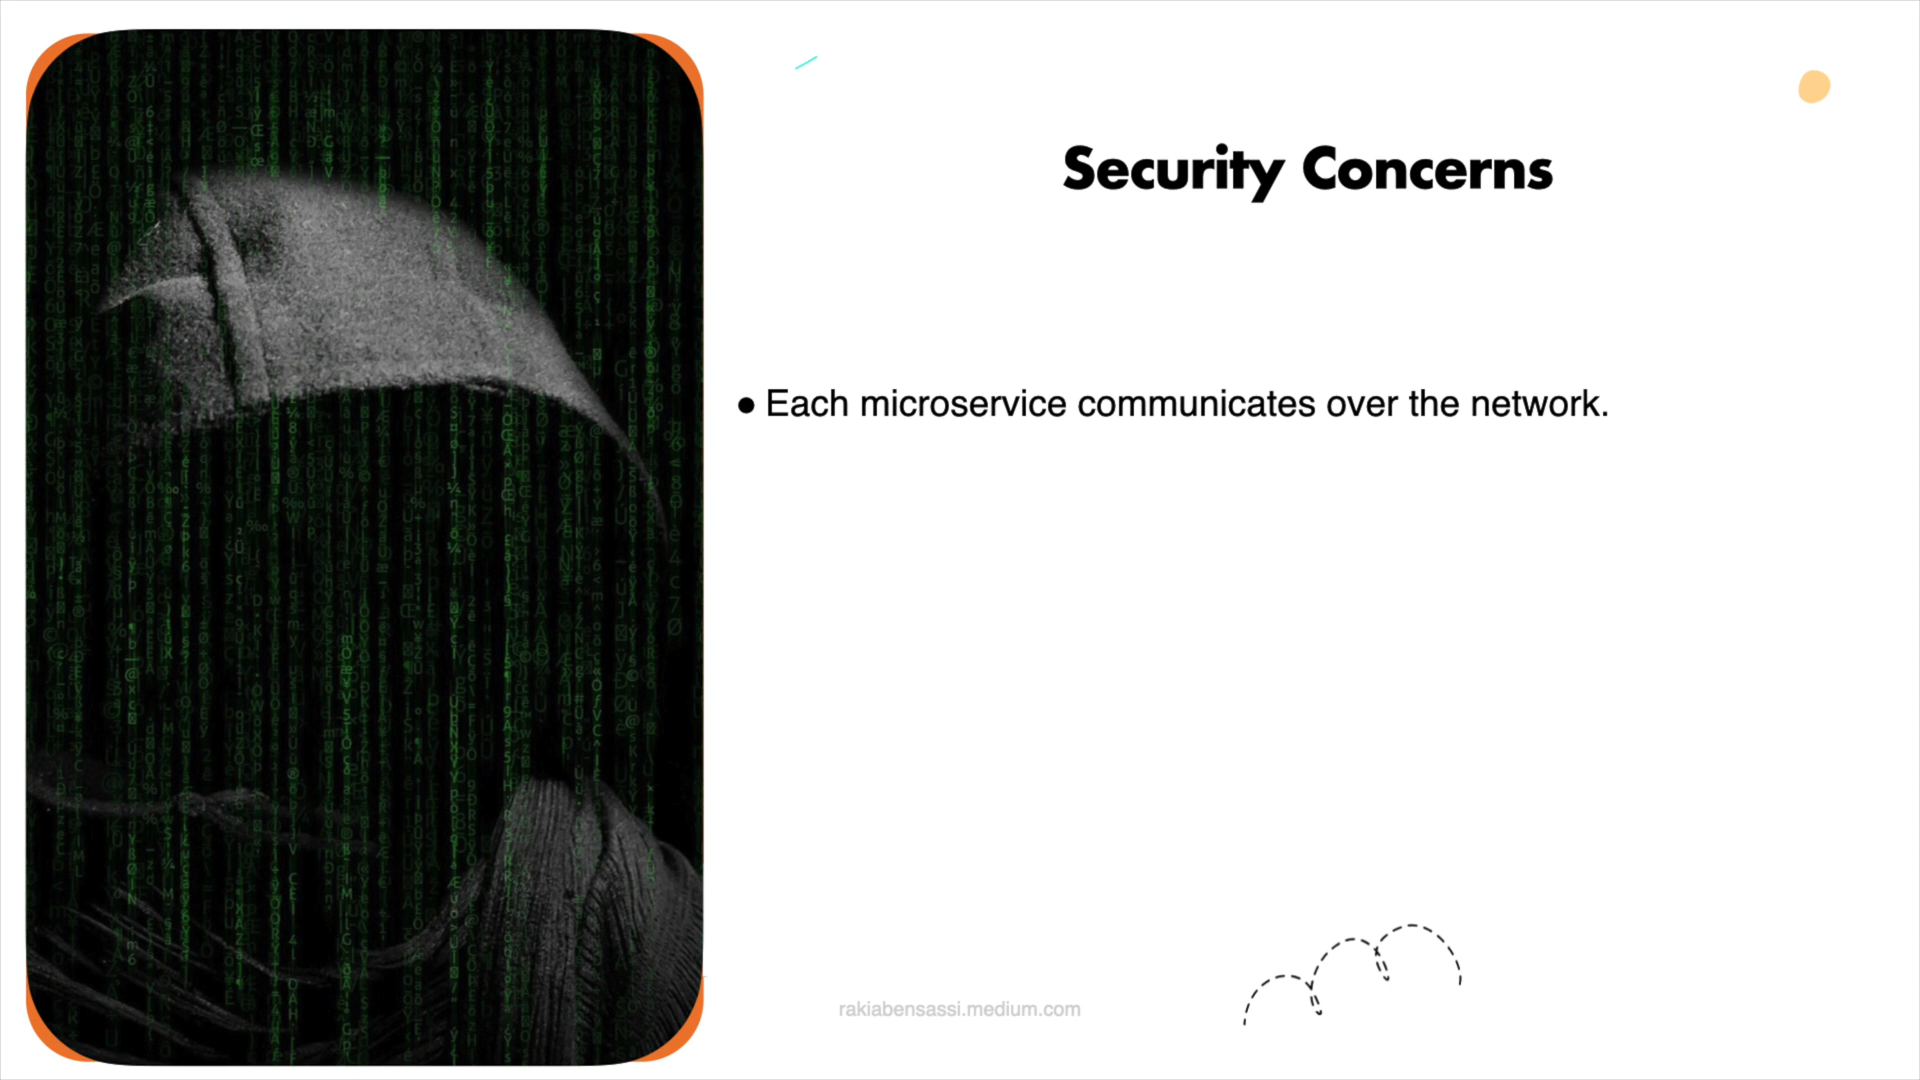 Security Concerns
● Each microservice communicates over the network.
rakiabensassi.medium.com